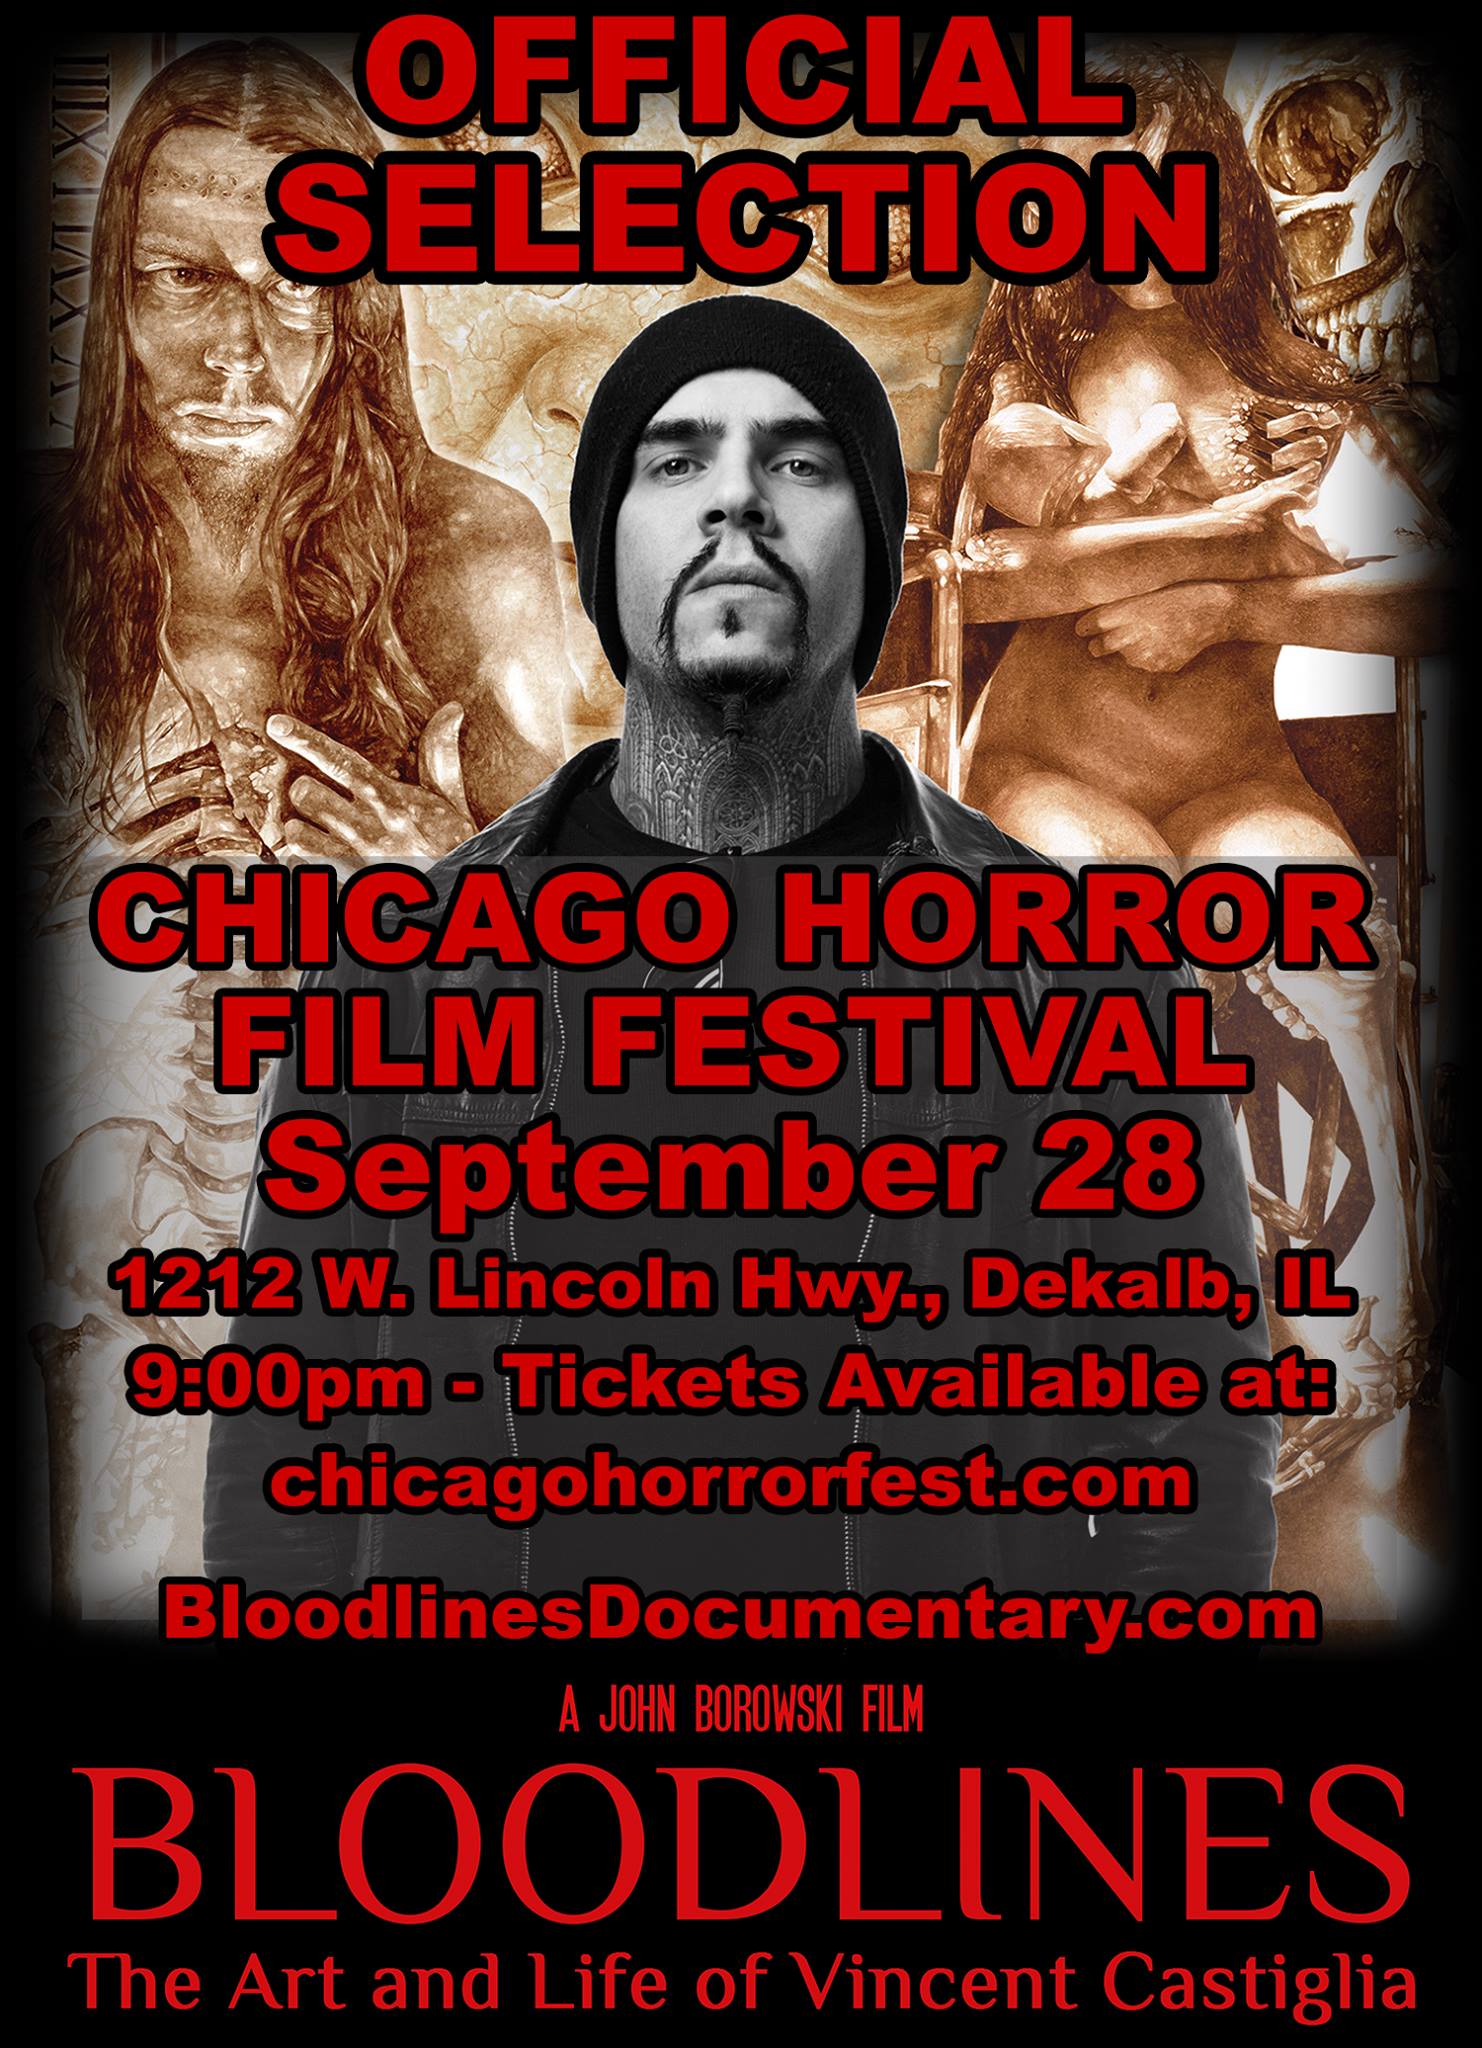 OFFICIAL
SELECTION
CHICAGO HORROR
FILM FESTIVAL
September 28
1212 W. Lincoln Hwy., Dekalb, IL
9:00pm - Tickets Available at:
chicagohorrorfest.com
BloodlinesDocumentary.com
A JOHN BOROWSKI FILM
BLOODLINES
The Art and Life of Vincent Castiglia